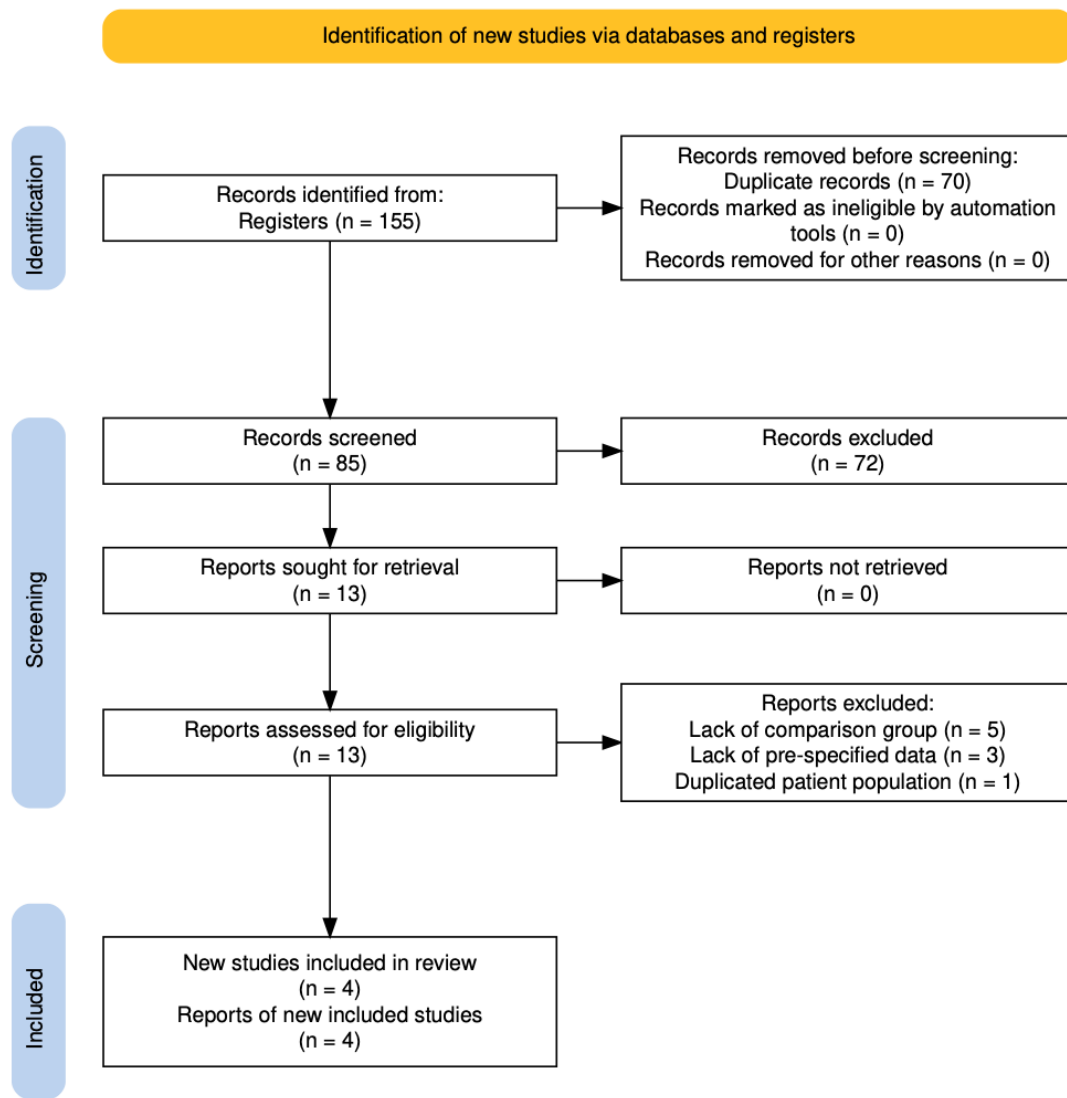 Identification of new studies via databases and registers
Identification
Records identified from:
Registers (n = 155)
Records removed before screening:
Duplicate records (n = 70)
Records marked as ineligible by automation
tools (n = 0)
Records removed for other reasons (n = 0)
Screening
Records screened
(n = 85)
Records excluded
(n = 72)
Reports sought for retrieval
(n = 13)
Reports not retrieved
(n = 0)
Reports assessed for eligibility
(n = 13)
Reports excluded:
Lack of comparison group (n = 5)
Lack of pre-specified data (n = 3)
Duplicated patient population (n = 1)
Included
New studies included in review
(n = 4)
Reports of new included studies
(n = 4)